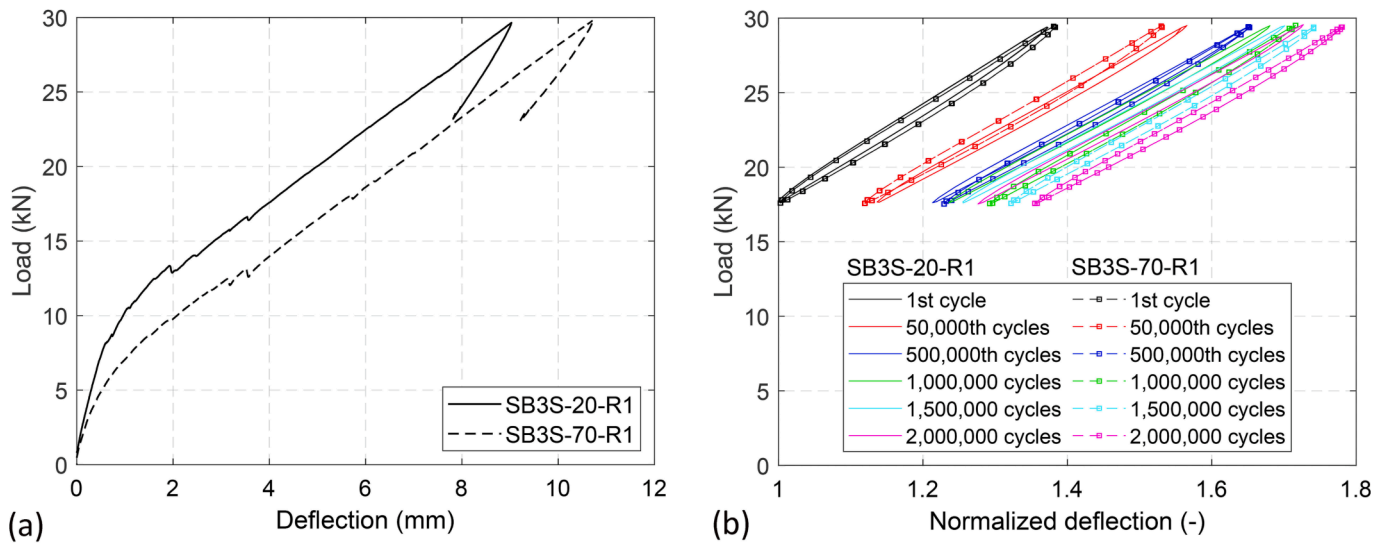 30
25
20
15
10
5
0
Load (kN)
0 2 4 6 8 10 12
Deflection (mm)
SB3S-20-R1
SB3S-70-R1
(a)
30
25
20
15
10
5
0
Load (kN)
SB3S-20-R1 SB3S-70-R1
1st cycle 1st cycle
50,000th cycles 50,000th cycles
500,000th cycles 500,000th cycles
1,000,000 cycles 1,000,000 cycles
1,500,000 cycles 1,500,000 cycles
2,000,000 cycles 2,000,000 cycles
1 1.2 1.4 1.6 1.8
Normalized deflection (-)
(b)